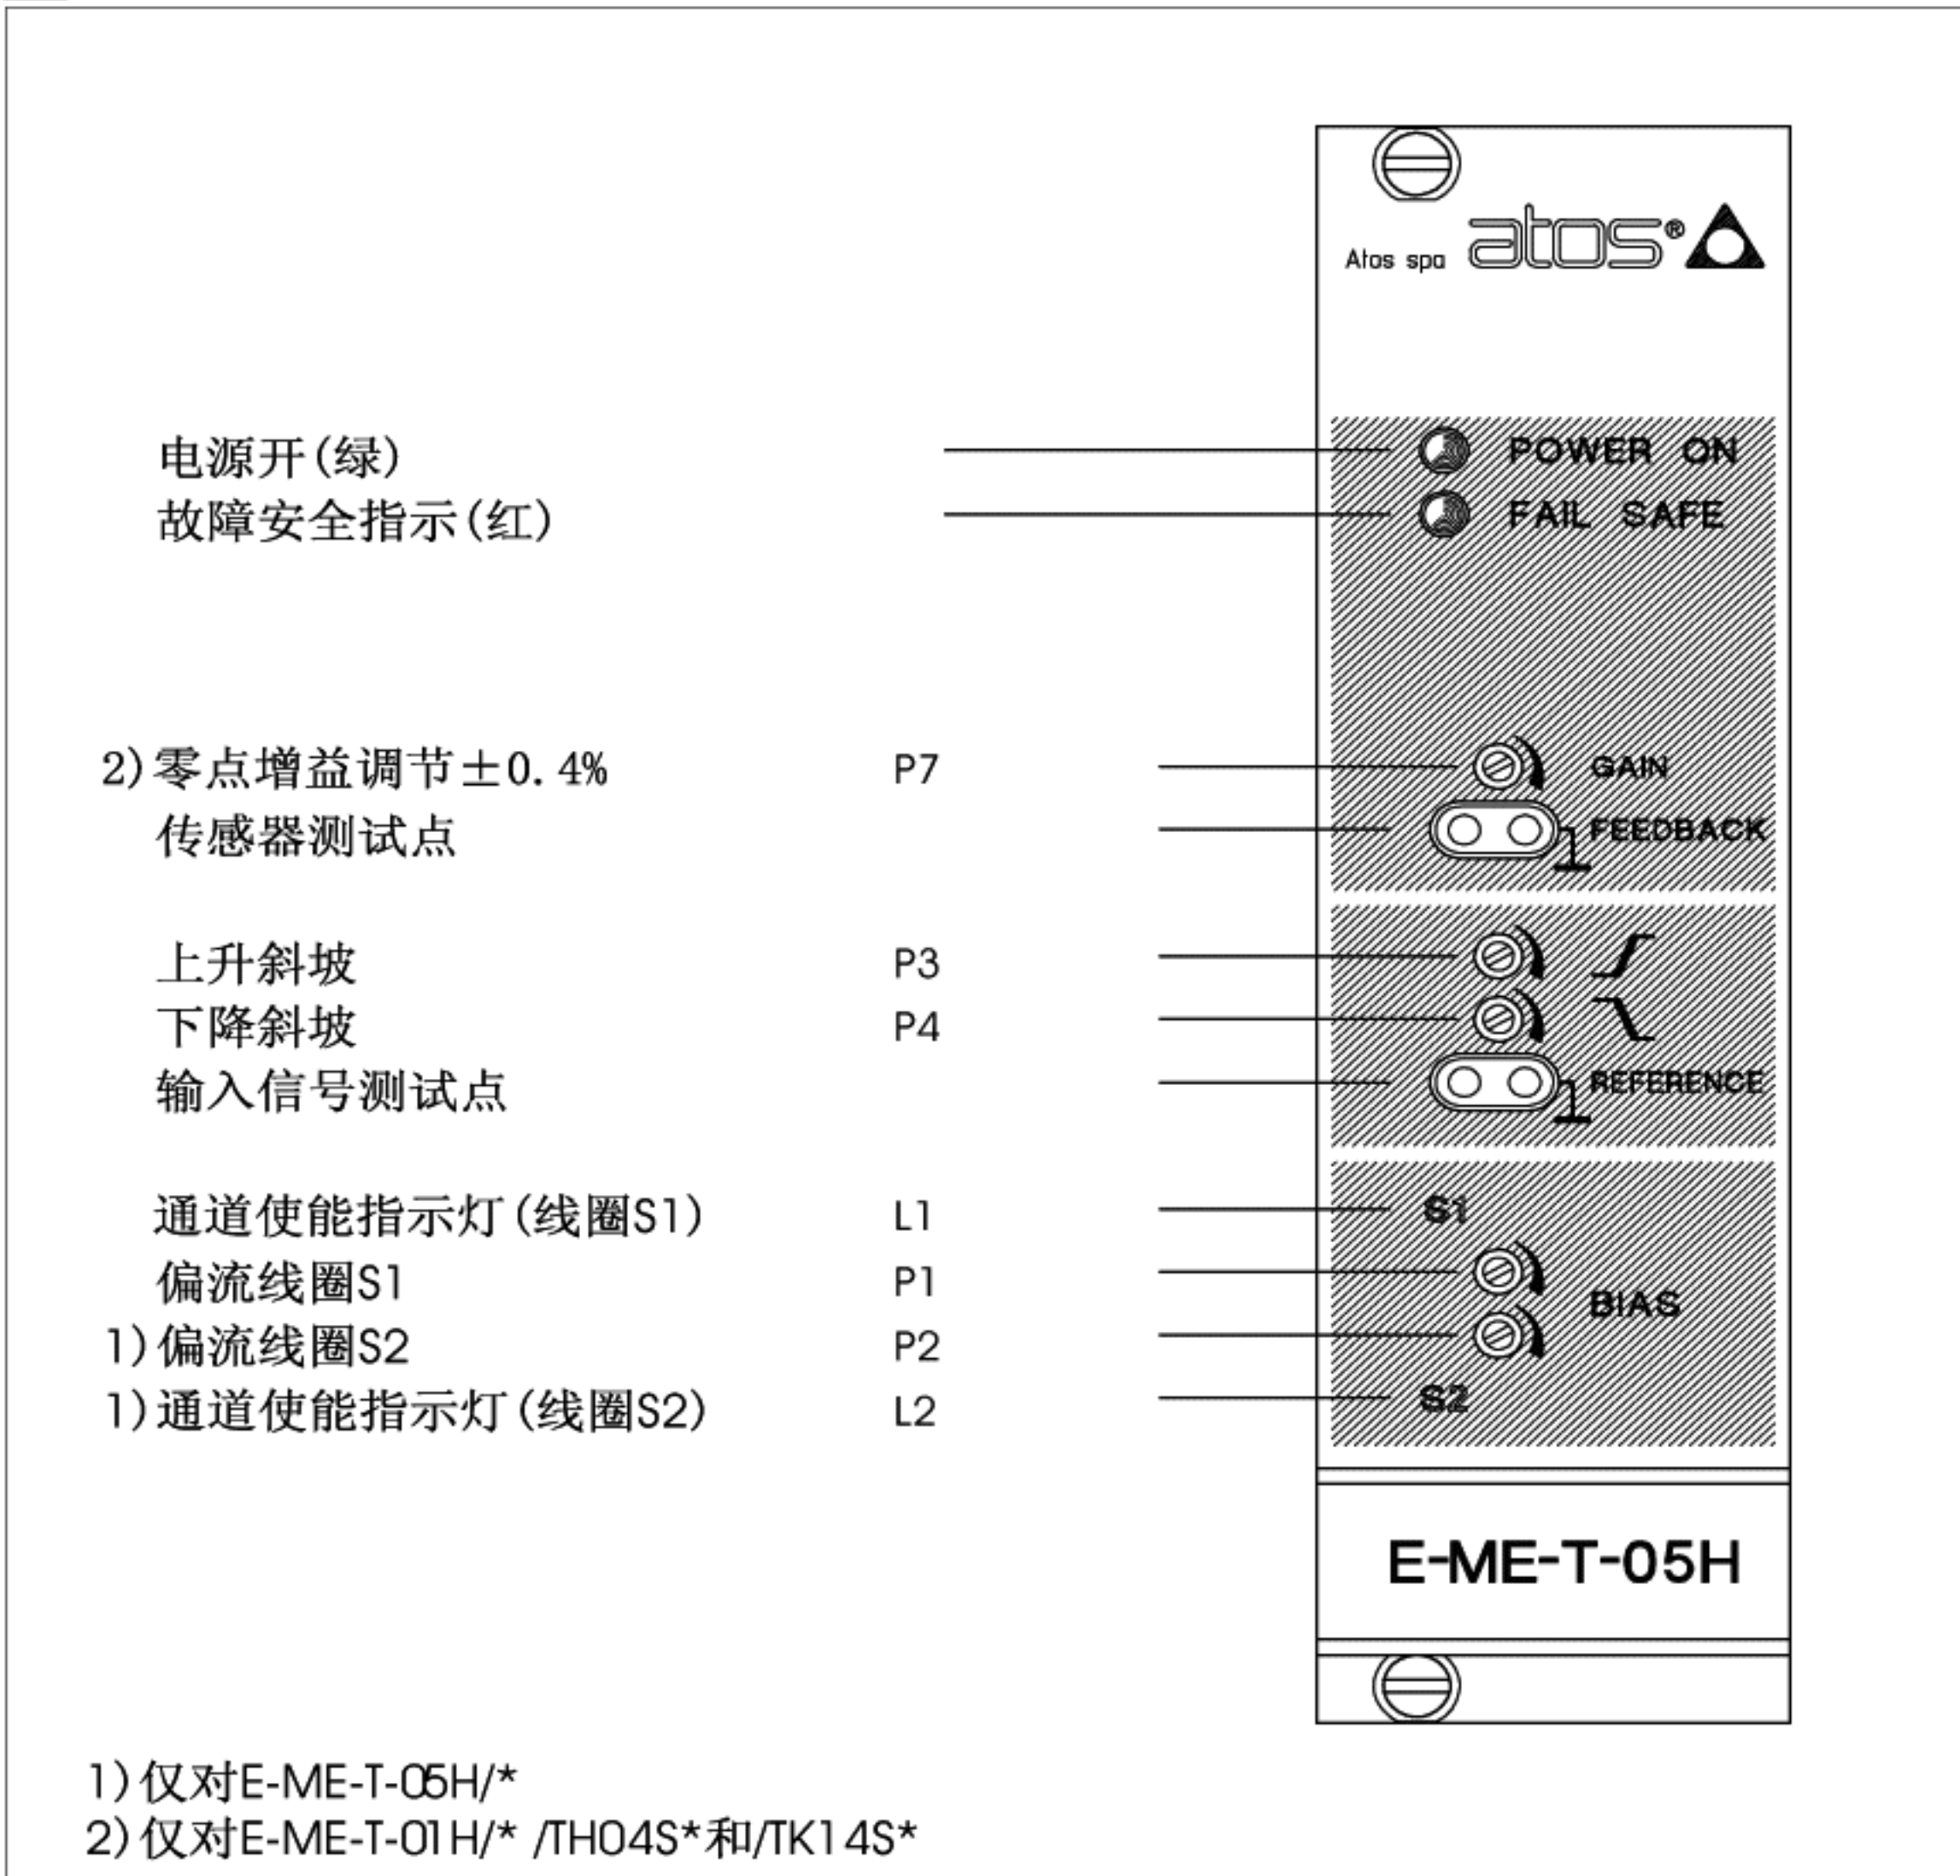 Atos spa atos®
电源开(绿) POWER ON
故障安全指示(红) FAIL SAFE
2)零点增益调节±0.4% P7 GAIN
传感器测试点 FEEDBACK
上升斜坡 P3
下降斜坡 P4
输入信号测试点 REFERENCE
通道使能指示灯(线圈S1) L1 S1
偏流线圈S1 P1
BIAS
1)偏流线圈S2 P2
1)通道使能指示灯(线圈S2) L2 S2
E-ME-T-05H
1)仅对E-ME-T-05H/*
2)仅对E-ME-T-01H/* /TH04S*和/TK14S*